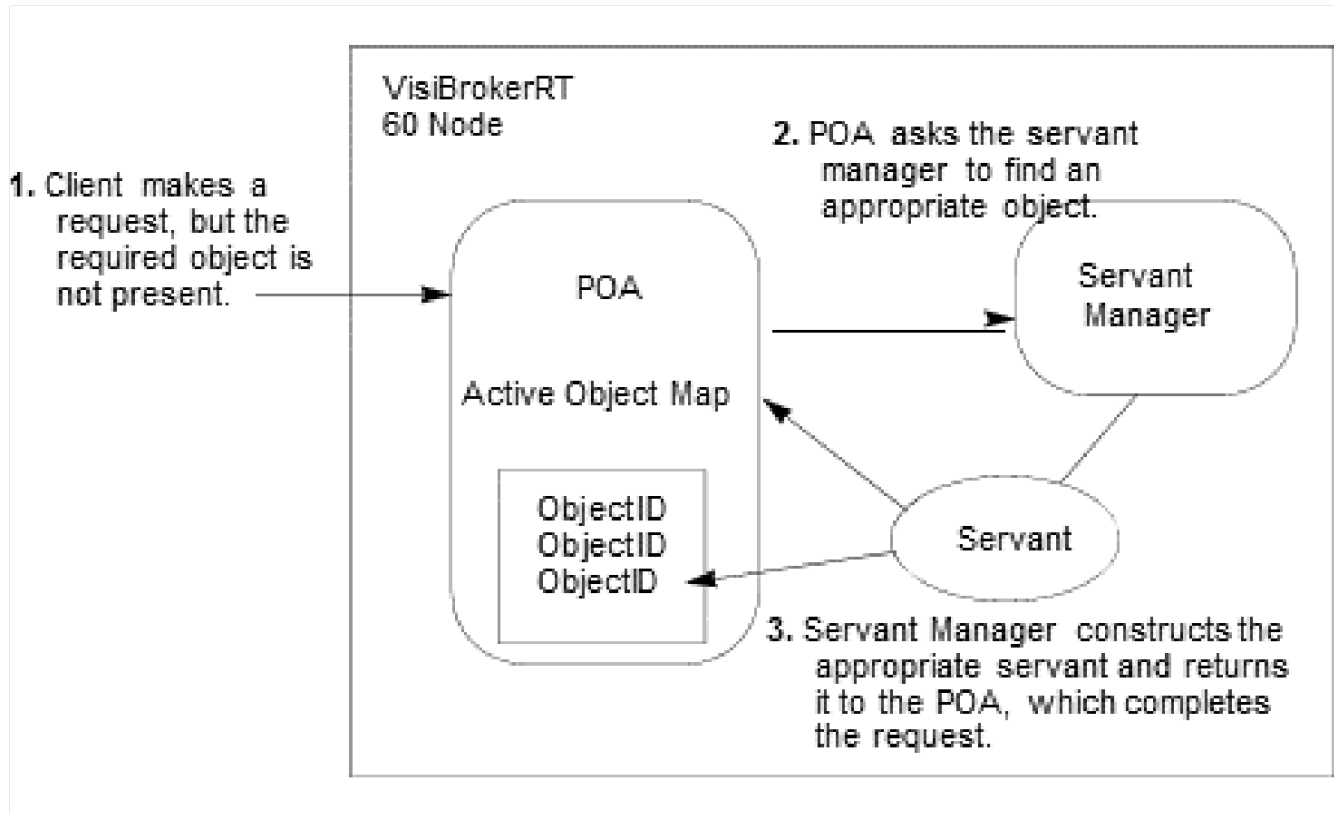 VisiBrokerRT
60 Node
1. Client makes a
request, but the
required object is
not present.
2. POA asks the servant
manager to find an
appropriate object.
POA
Servant
Manager
Active Object Map
ObjectID
ObjectID
ObjectID
Servant
3. Servant Manager constructs the
appropriate servant and returns
it to the POA, which completes
the request.